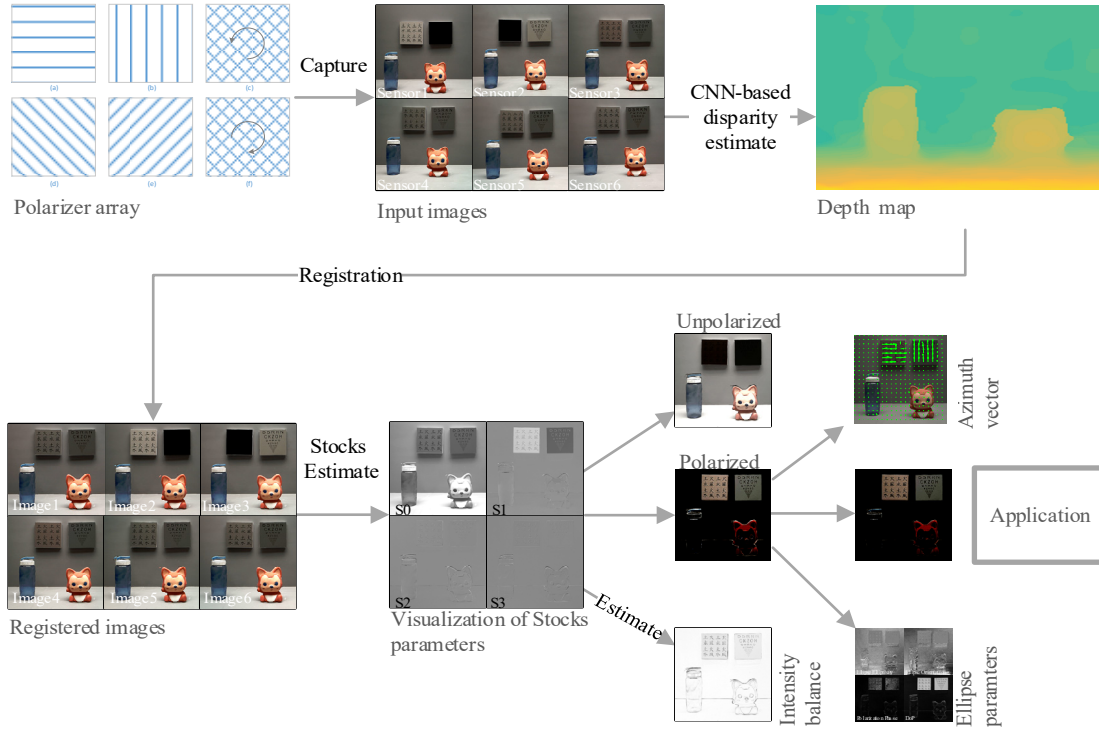 (a)
(b)
(c)
(d)
(e)
(f)
Polarizer array
Capture
Sensor1
Sensor2
Sensor3
Sensor4
Sensor5
Sensor6
Input images
CNN-based
disparity
estimate
Depth map
Registration
Image1
Image2
Image3
Image4
Image5
Image6
Registered images
Stocks
Estimate
S0
S1
S2
S3
Visualization of Stocks
parameters
Estimate
Unpolarized
Polarized
Intensity
balance
Azimuth
vector
Application
Polarization Phase
DoP
Ellipse
paramters